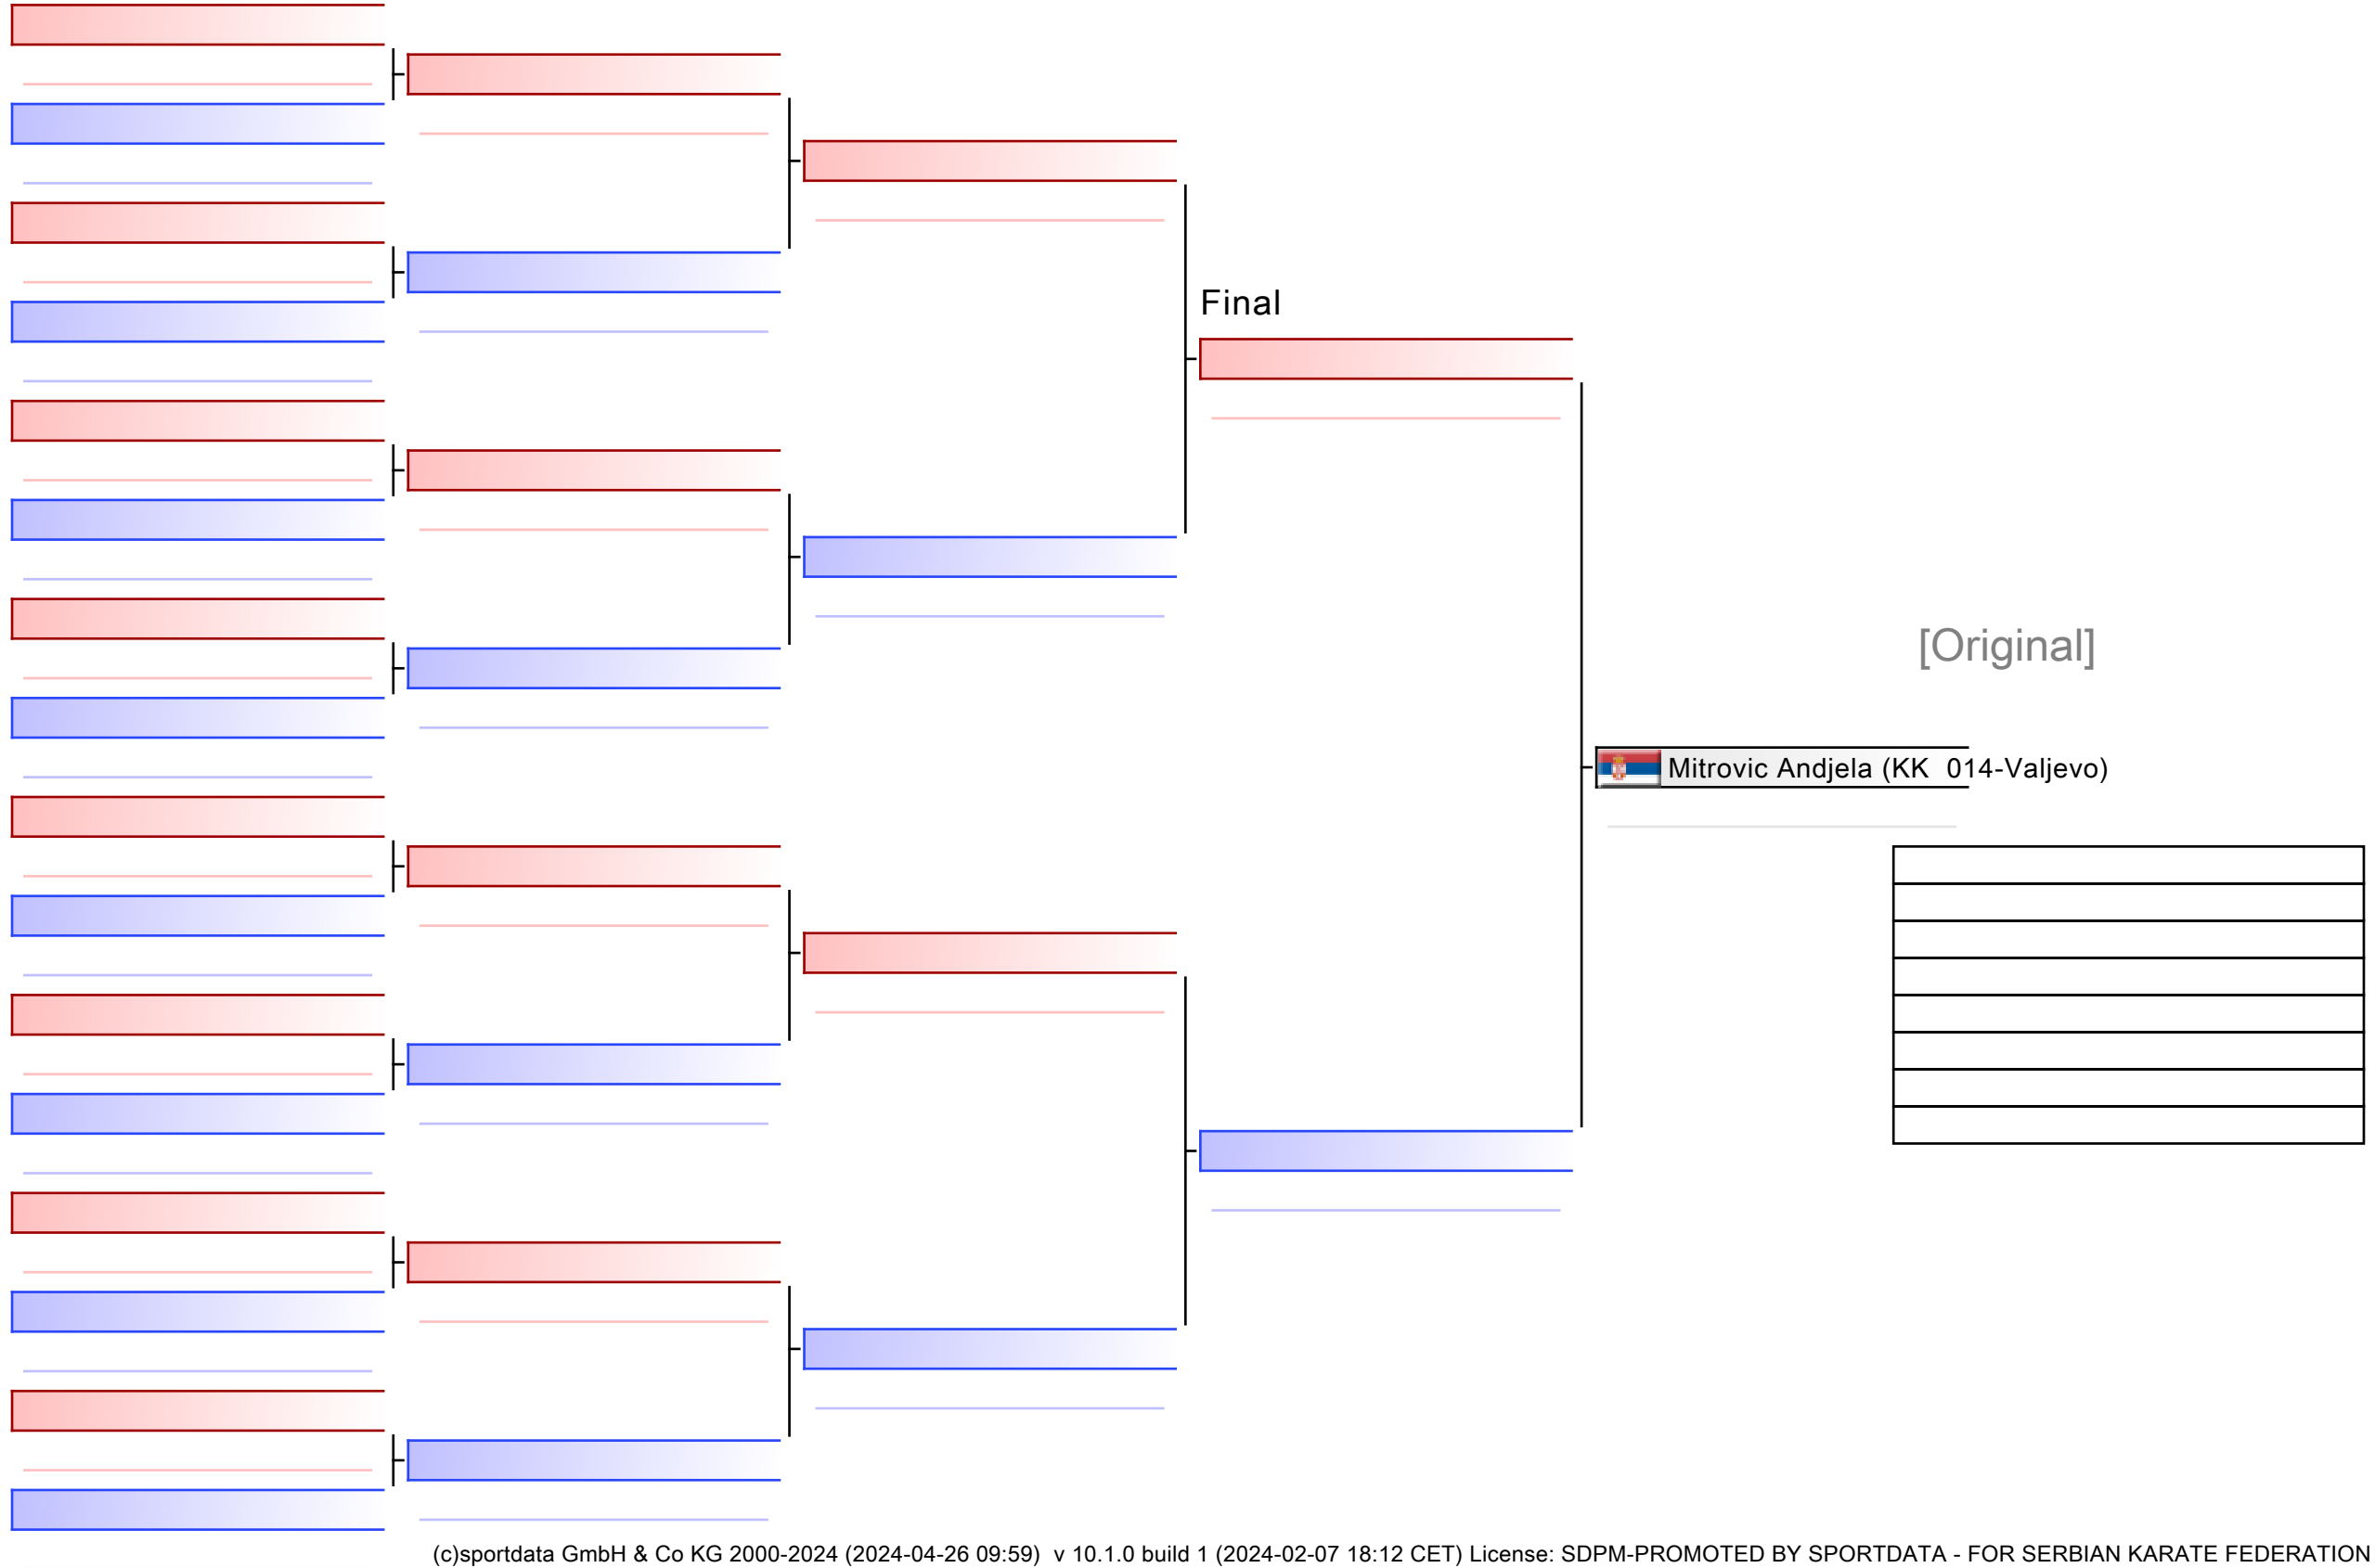 Final
[Original]
Mitrovic Andjela (KK  014-Valjevo)
(c)sportdata GmbH & Co KG 2000-2024 (2024-04-26 09:59)  v 10.1.0 build 1 (2024-02-07 18:12 CET) License: SDPM-PROMOTED BY SPORTDATA - FOR SERBIAN KARATE FEDERATION